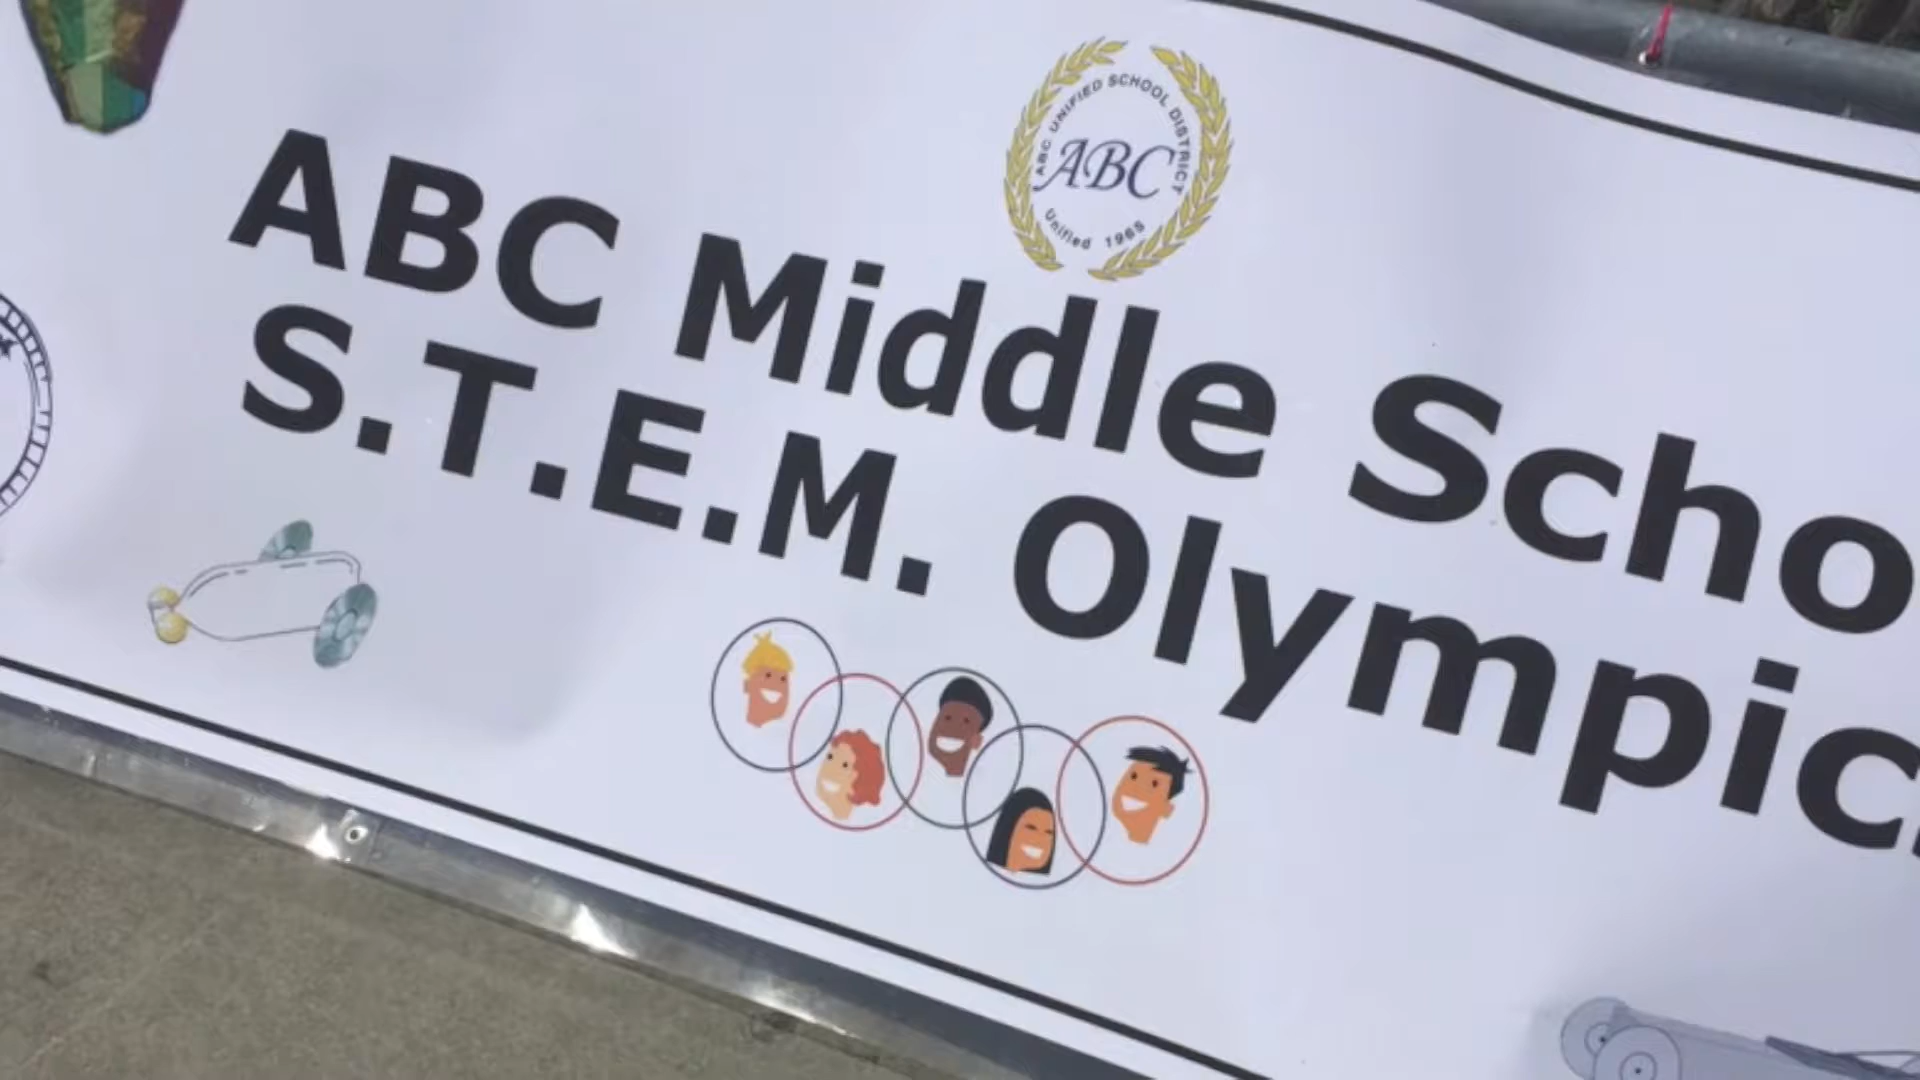 ABC UNIFIED SCHOOL DISTRICT
ABC
Unified 1965
ABC Middle Scho
S.T.E.M. Olympic